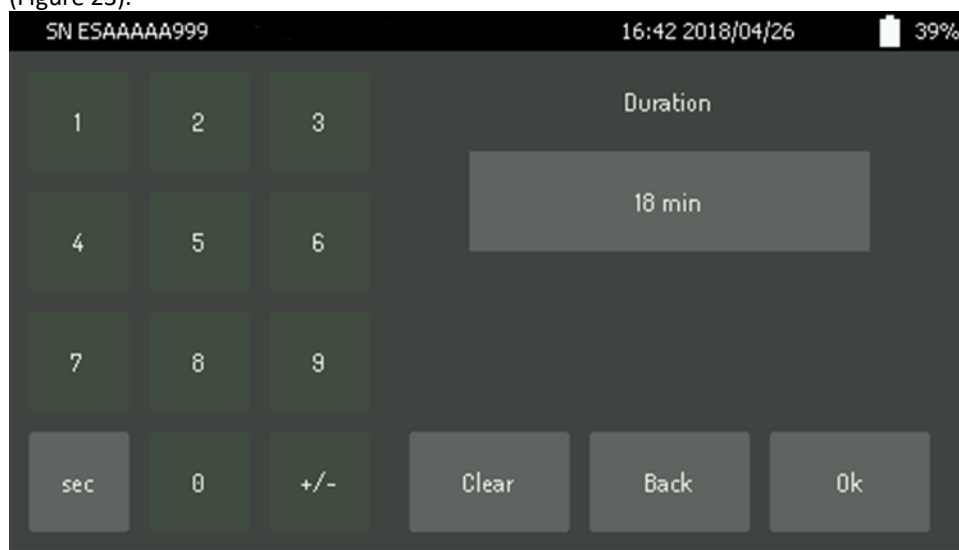 (Figure 23).
SN ESAAAAA999 16:42 2018/04/26 39%
Duration
1 2 3
18 min
4 5 6
7 8 9
sec 0 +/- Clear Back Ok